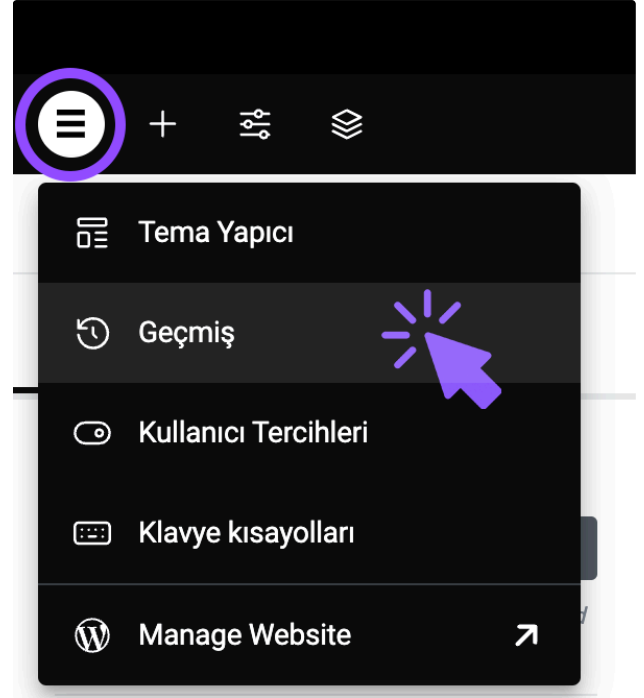 Tema Yapıcı
Geçmiş
Kullanıcı Tercihleri
Klavye kısayolları
Manage Website